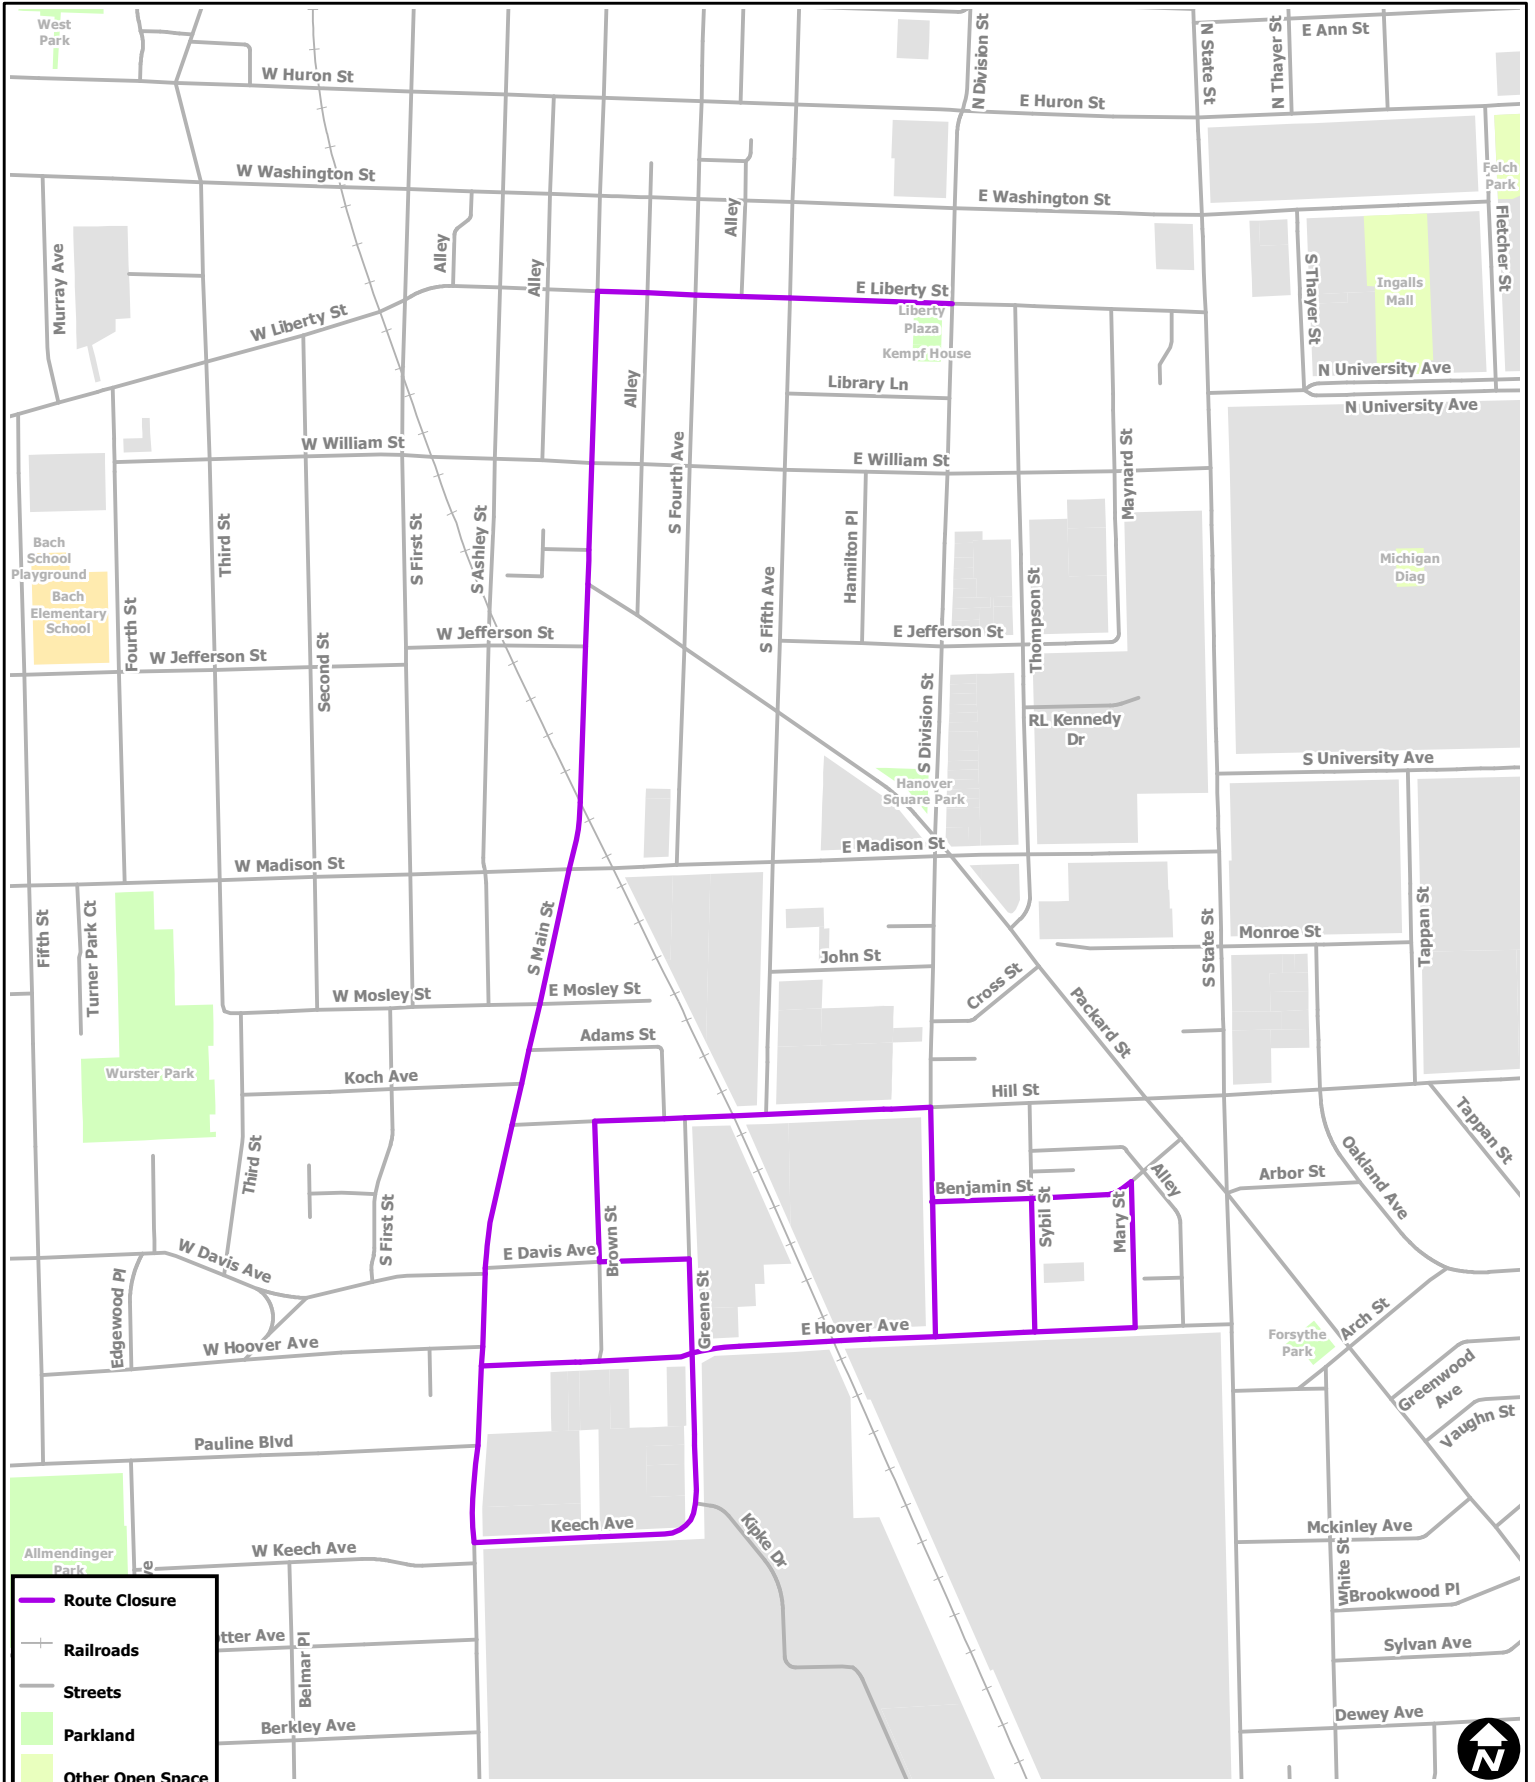 West
Park
W Huron St
N Division St
N State St
N Thayer St
E Ann St
E Huron St
W Washington St
E Washington St
Felch
Park
Fletcher St
Murray Ave
Alley
Alley
Alley
S Thayer St
Ingalls
Mall
E Liberty St
Liberty
Plaza
Kempf House
W Liberty St
N University Ave
N University Ave
Library Ln
Alley
W William St
E William St
S Fourth Ave
Maynard St
Third St
S First St
S Ashley St
Hamilton Pl
S Fifth Ave
Thompson St
Bach
School
Playground
Bach
Elementary
School
Michigan
Diag
Fourth St
W Jefferson St
W Jefferson St
E Jefferson St
Second St
S Division St
RL Kennedy
Dr
S University Ave
Hanover
Square Park
E Madison St
W Madison St
Fifth St
Turner Park Ct
S Main St
S State St
Monroe St
Tappan St
John St
Cross St
W Mosley St
E Mosley St
Packard St
Adams St
Wurster Park
Koch Ave
Hill St
Tappan St
Third St
S First St
Arbor St
Oakland Ave
Alley
Benjamin St
Sybil St
Mary St
Brown St
E Davis Ave
W Davis Ave
Edgewood Pl
Greene St
E Hoover Ave
W Hoover Ave
Forsythe
Park
Arch St
Greenwood
Ave
Vaughn St
Pauline Blvd
Keech Ave
Kipke Dr
W Keech Ave
Mckinley Ave
White St
Allmendinger
Park
ve
Brookwood Pl
Route Closure
Railroads
Streets
Parkland
Other Open Space
otter Ave
Belmar Pl
Sylvan Ave
Berkley Ave
Dewey Ave
N